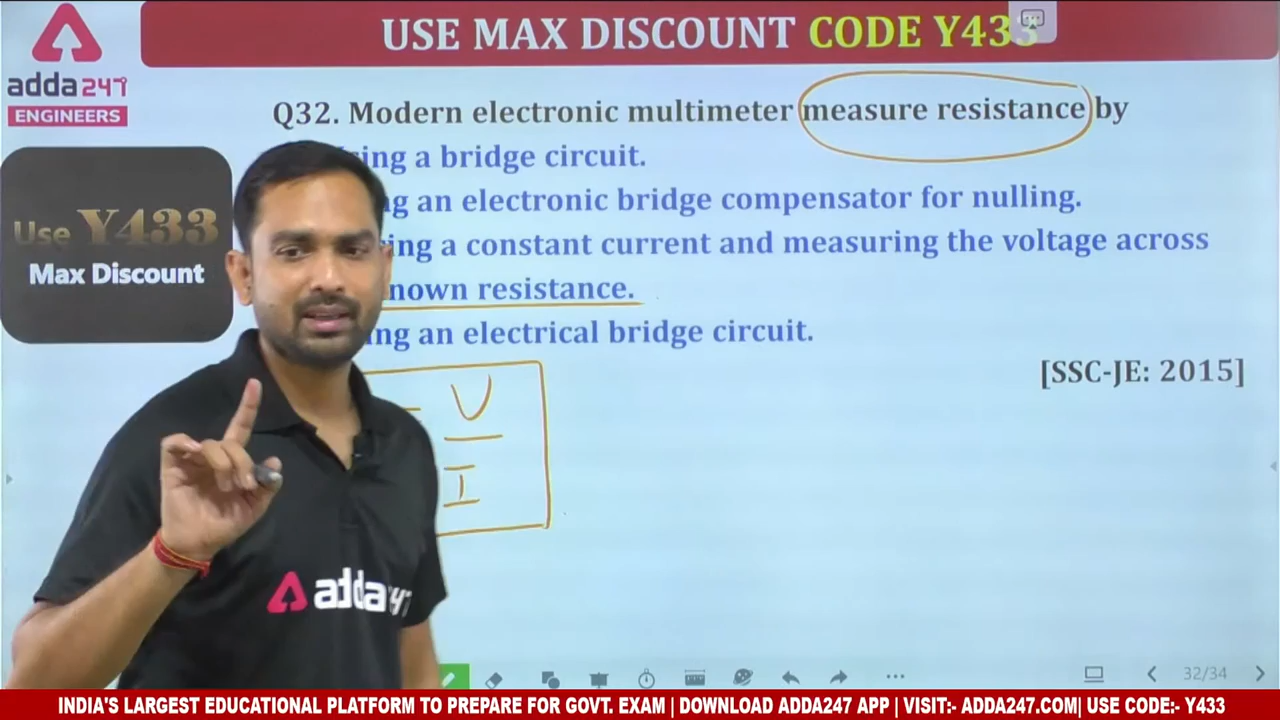 USE MAX DISCOUNT CODE Y433
adda247
ENGINEERS
Q32. Modern electronic multimeter measure resistance by
a bridge circuit.
an electronic bridge compensator for nulling.
a constant current and measuring the voltage across
resistance.
an electrical bridge circuit.
[SSC-JE: 2015]
Use Y433
Max Discount
V
I
adda247
32/34
INDIA'S LARGEST EDUCATIONAL PLATFORM TO PREPARE FOR GOVT. EXAM | DOWNLOAD ADDA247 APP | VISIT:- ADDA247.COM| USE CODE:- Y433